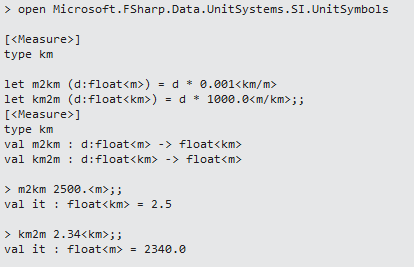 > open Microsoft.FSharp.Data.UnitSystems.SI.UnitSymbols
[<Measure>]
type km
let m2km (d:float<m>) = d * 0.001<km/m>
let km2m (d:float<km>) = d * 1000.0<m/km>;;
[<Measure>]
type km
val m2km : d:float<m> -> float<km>
val km2m : d:float<km> -> float<m>
> m2km 2500.<m>;;
val it : float<km> = 2.5
> km2m 2.34<km>;;
val it : float<m> = 2340.0